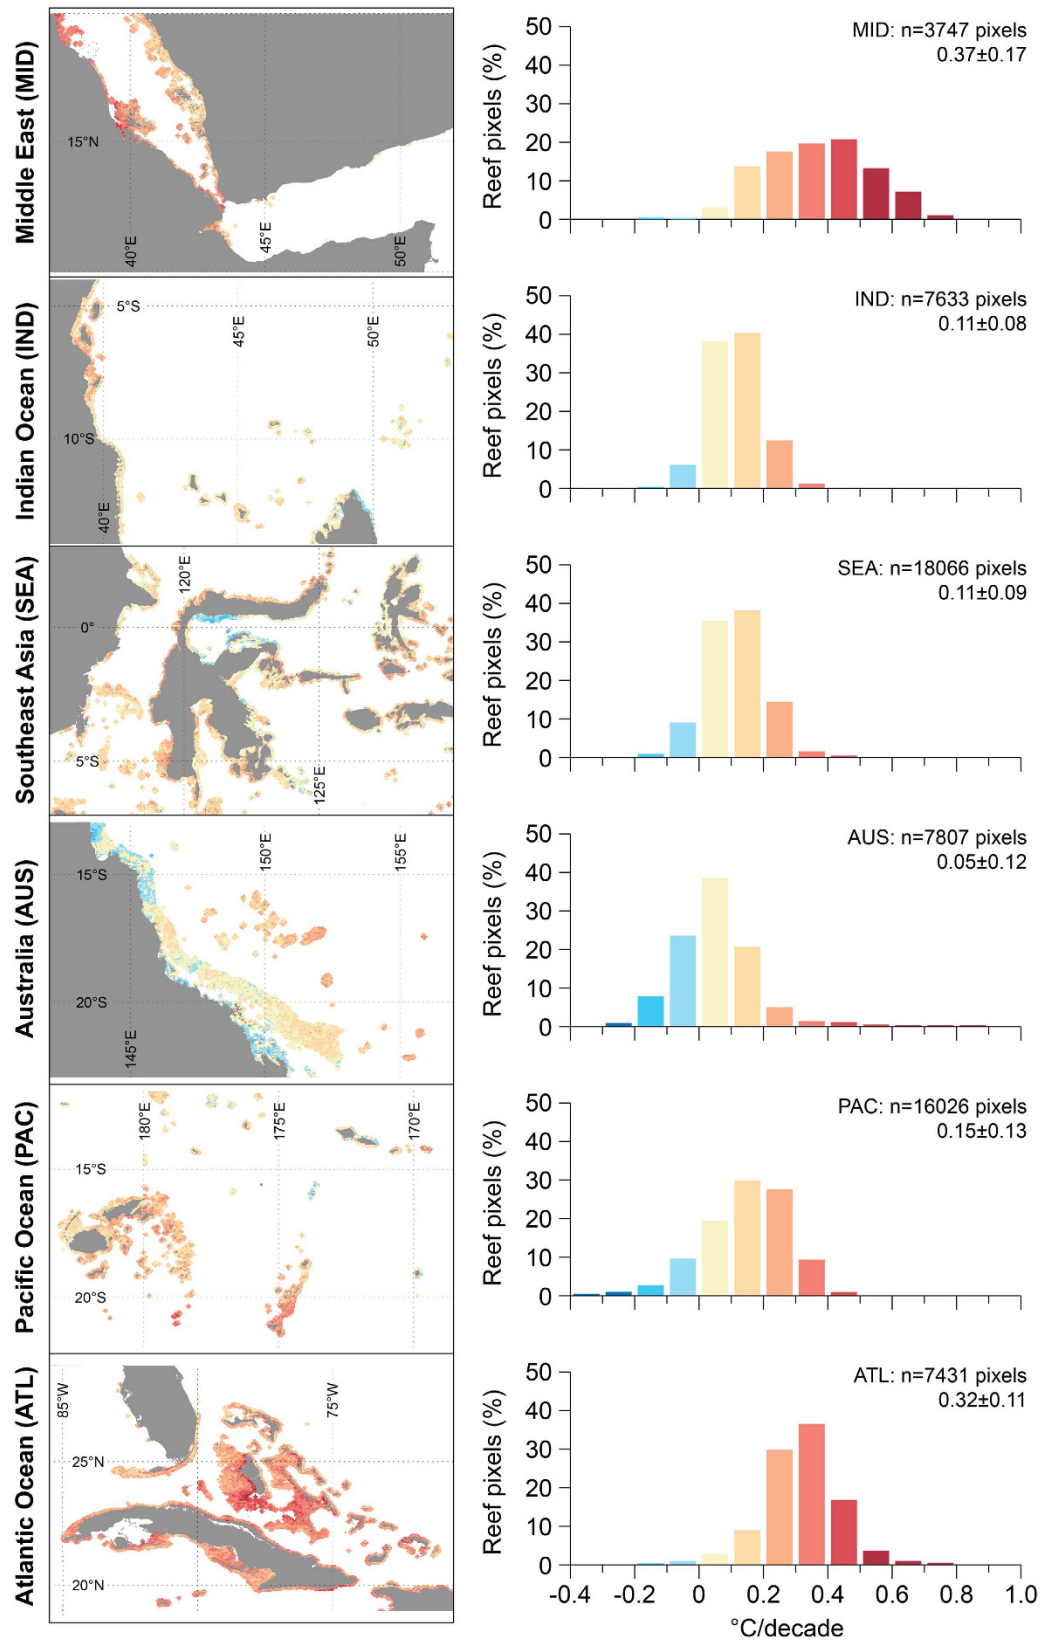 Middle East (MID)
15°N
40°E
45°E
50°E
Reef pixels (%)
50
40
30
20
10
0
MID: n=3747 pixels
0.37±0.17
Indian Ocean (IND)
5°S
10°S
40°E
45°E
50°E
Reef pixels (%)
50
40
30
20
10
0
IND: n=7633 pixels
0.11±0.08
Southeast Asia (SEA)
0°
5°S
120°E
125°E
Reef pixels (%)
50
40
30
20
10
0
SEA: n=18066 pixels
0.11±0.09
Australia (AUS)
15°S
20°S
145°E
150°E
155°E
Reef pixels (%)
50
40
30
20
10
0
AUS: n=7807 pixels
0.05±0.12
Pacific Ocean (PAC)
15°S
20°S
180°E
175°E
170°E
Reef pixels (%)
50
40
30
20
10
0
PAC: n=16026 pixels
0.15±0.13
Atlantic Ocean (ATL)
85°W
75°W
25°N
20°N
Reef pixels (%)
50
40
30
20
10
0
ATL: n=7431 pixels
0.32±0.11
-0.4 -0.2 0 0.2 0.4 0.6 0.8 1.0
°C/decade